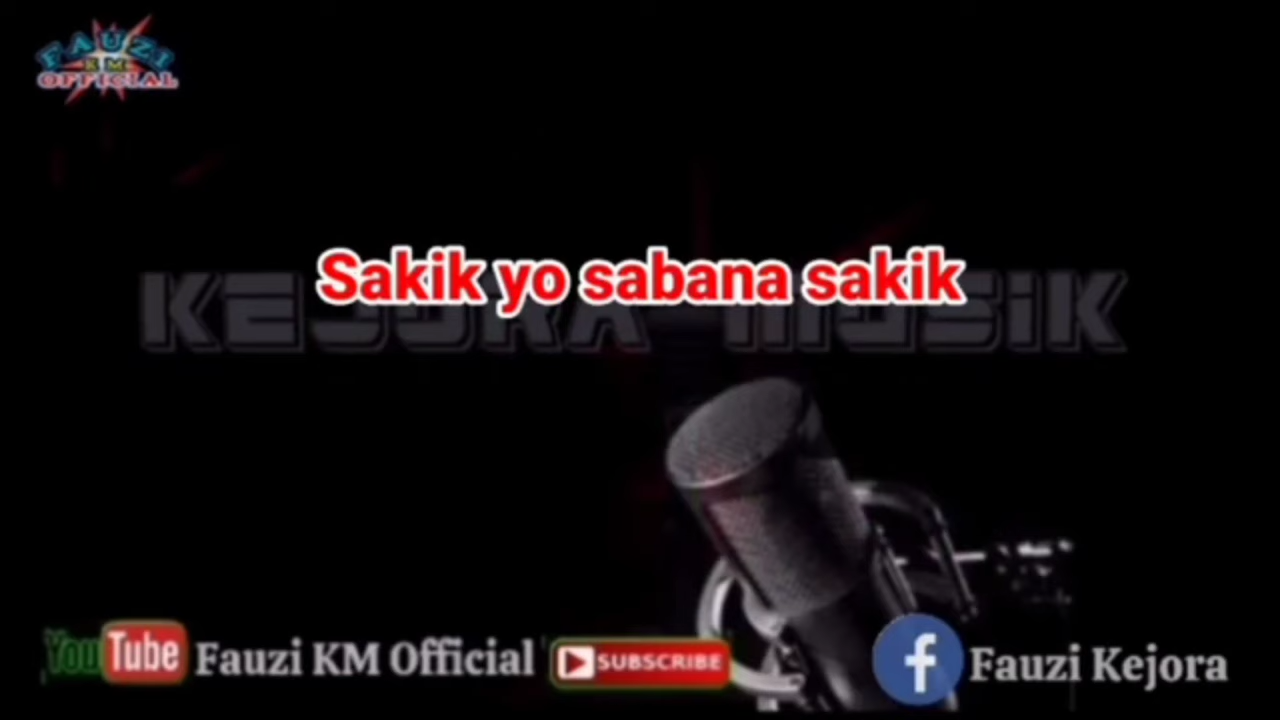 FAUZI
KM
OFFICIAL
Sakik yo sabana sakik
KEJORA MUSIK
YouTube Fauzi KM Official SUBSCRIBE f Fauzi Kejora